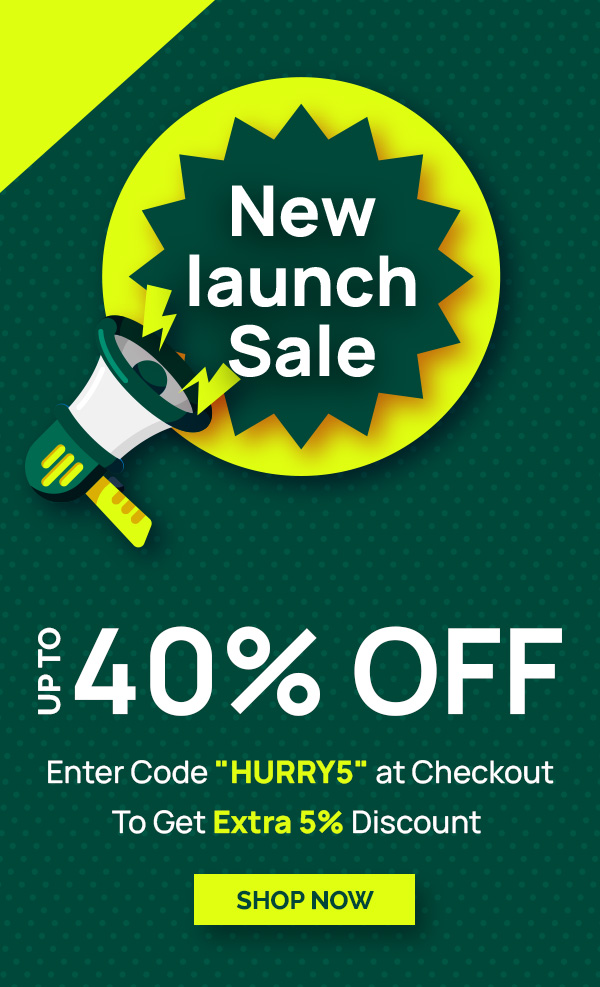 New
launch
Sale
UP TO
40% OFF
Enter Code "HURRY5" at Checkout
To Get Extra 5% Discount
SHOP NOW